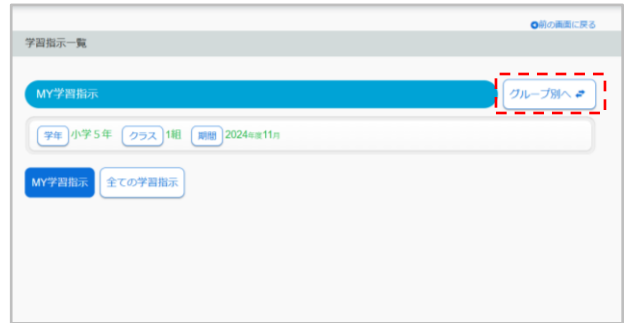 前の画面に戻る
学習指示一覧
MY学習指示
グループ別へ
学年 小学5年 クラス 1組 期間 2024年度11月
MY学習指示 全ての学習指示